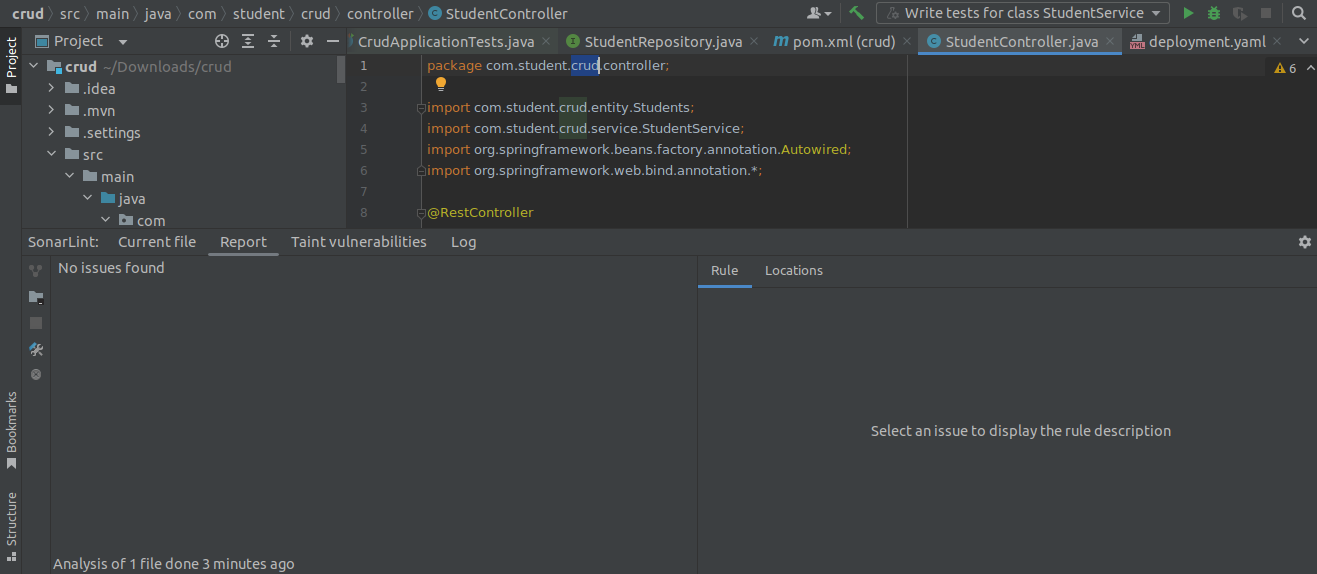 crud src main java com student crud controller StudentController
Write tests for class StudentService
Project
CrudApplicationTests.java StudentRepository.java pom.xml (crud) StudentController.java deployment.yaml
Project
crud ~/Downloads/crud
.idea
.mvn
.settings
src
main
java
com
1 package com.student.crud.controller;
2
3 import com.student.crud.entity.Students;
4 import com.student.crud.service.StudentService;
5 import org.springframework.beans.factory.annotation.Autowired;
6 import org.springframework.web.bind.annotation.*;
7
8 @RestController
6
SonarLint: Current file Report Taint vulnerabilities Log
No issues found
Rule Locations
Select an issue to display the rule description
Bookmarks
Structure
Analysis of 1 file done 3 minutes ago